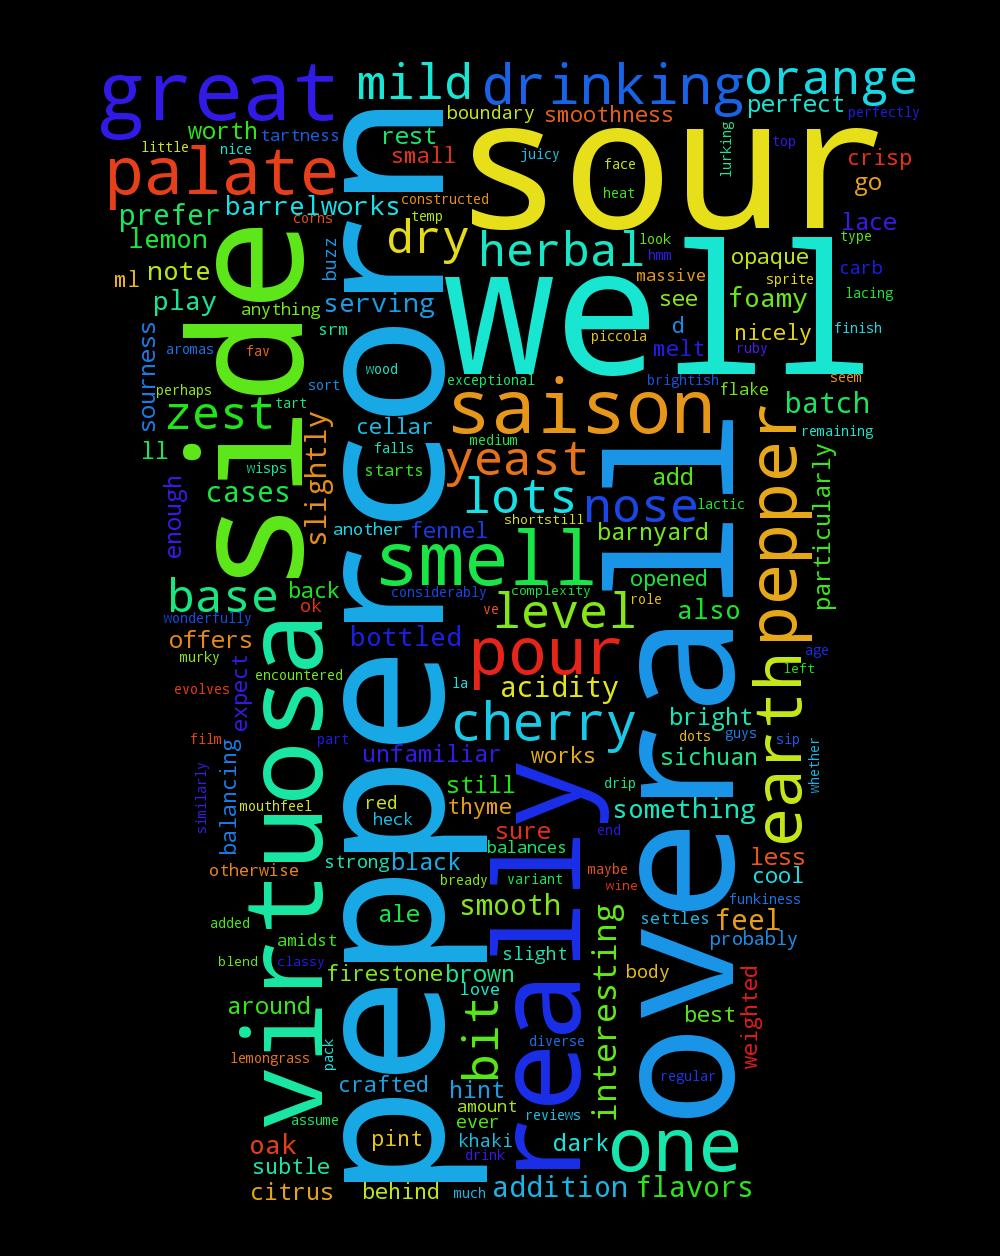 great
mild
drinking
orange
boundary
smoothness
perfect
perfectly
worth
tartness
rest
sour
lurking
top
little
nice
palate
small
juicy
face
crisp
heat
go
prefer
barrelworks
constructed
corns
temp
lace
lemon
dry
herbal
look
type
ml
note
buzz
hmm
opaque
carb
massive
sprite
play
anything
serving
well
see
foamy
lacing
srm
d
nicely
finish
sourness
aromas
fav
piccola
melt
ruby
side
perhaps
sort
wood
exceptional
brightish
flake
seem
zest
tart
peppercorn
cellar
saison
batch
remaining
ll
slightly
falls
medium
wisps
starts
yeast
add
pepper
particularly
cases
lots
nose
lactic
enough
another
fennel
shortstill
barnyard
smell
overall
opened
base
back
considerably
complexity
ok
ve
level
role
also
wonderfully
offers
bottled
pour
murky
encountered
la
acidity
earth
age
left
evolves
expect
virtuosa
cherry
bright
film
part
unfamiliar
works
dots
guys
sip
whether
sichuan
similarly
balancing
still
drip
mouthfeel
red
thyme
something
heck
sure
really
end
strong
black
balances
less
otherwise
bready
variant
maybe
cool
wine
added
ale
smooth
funkiness
settles
feel
amidst
interesting
probably
blend
classy
slight
firestone
brown
body
weighted
love
around
bit
best
lemongrass
pack
diverse
crafted
hint
regular
assume
amount
reviews
ever
oak
pint
khaki
dark
one
drink
subtle
citrus
behind
much
addition
flavors